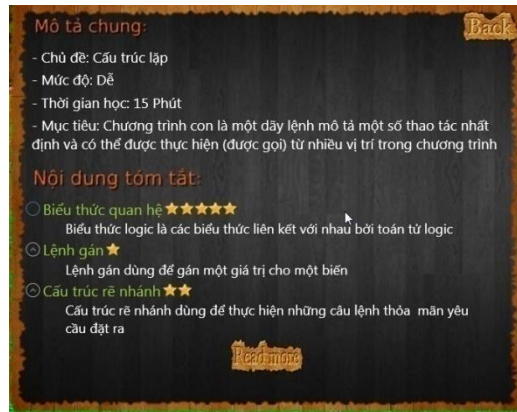 Mô tả chung:
Back
- Chủ đề: Cấu trúc lặp
- Mức độ: Dễ
- Thời gian học: 15 Phút
- Mục tiêu: Chương trình con là một dãy lệnh mô tả một số thao tác nhất
định và có thể được thực hiện (được gọi) từ nhiều vị trí trong chương trình
Nội dung tóm tắt:
Biểu thức quan hệ
Biểu thức logic là các biểu thức liên kết với nhau bởi toán tử logic
Lệnh gán
Lệnh gán dùng để gán một giá trị cho một biến
Cấu trúc rẽ nhánh
Cấu trúc rẽ nhánh dùng để thực hiện những câu lệnh thỏa mãn yêu
cầu đặt ra
Read more